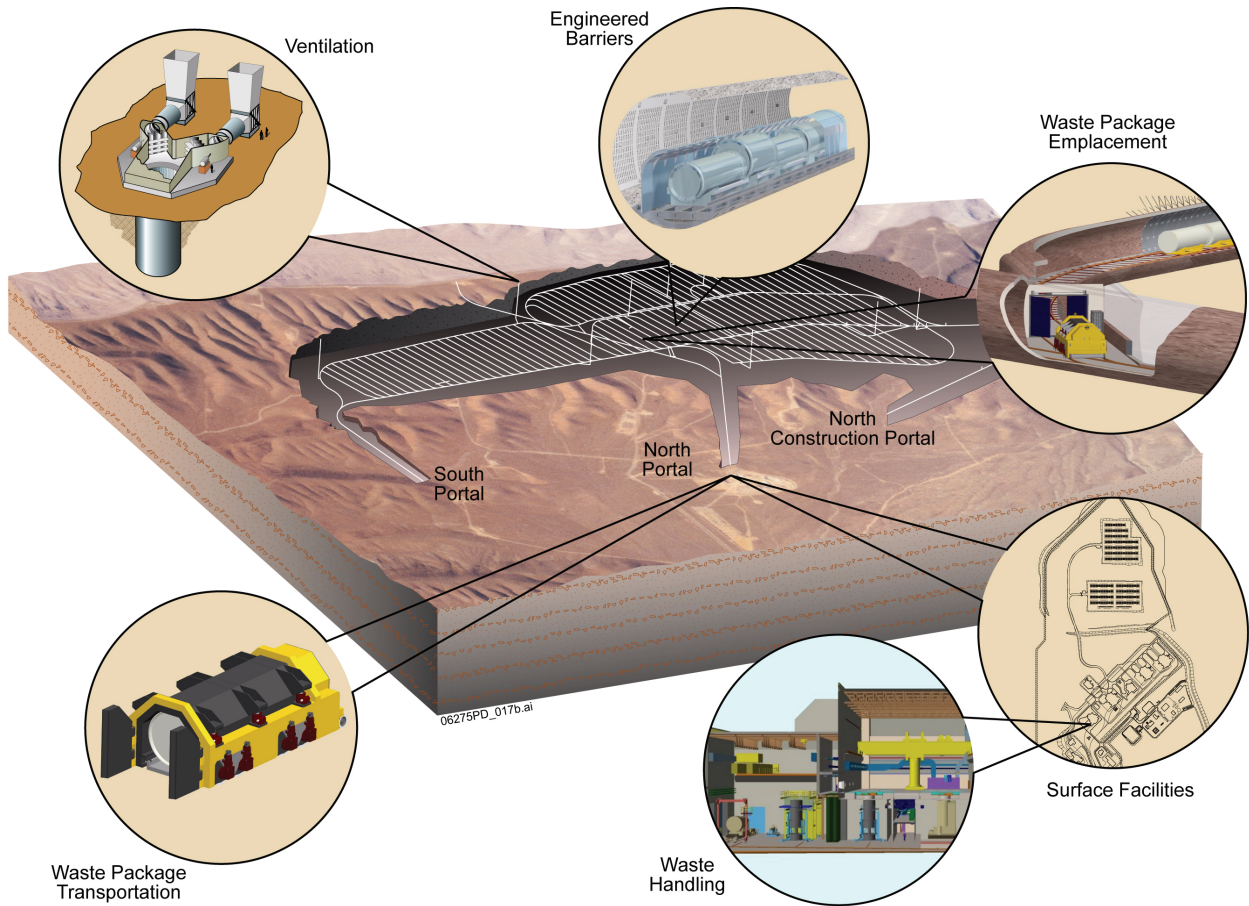 Ventilation
Engineered
Barriers
Waste Package
Emplacement
North
Construction Portal
North
Portal
South
Portal
06275PD_017b.ai
Surface Facilities
Waste
Handling
Waste Package
Transportation